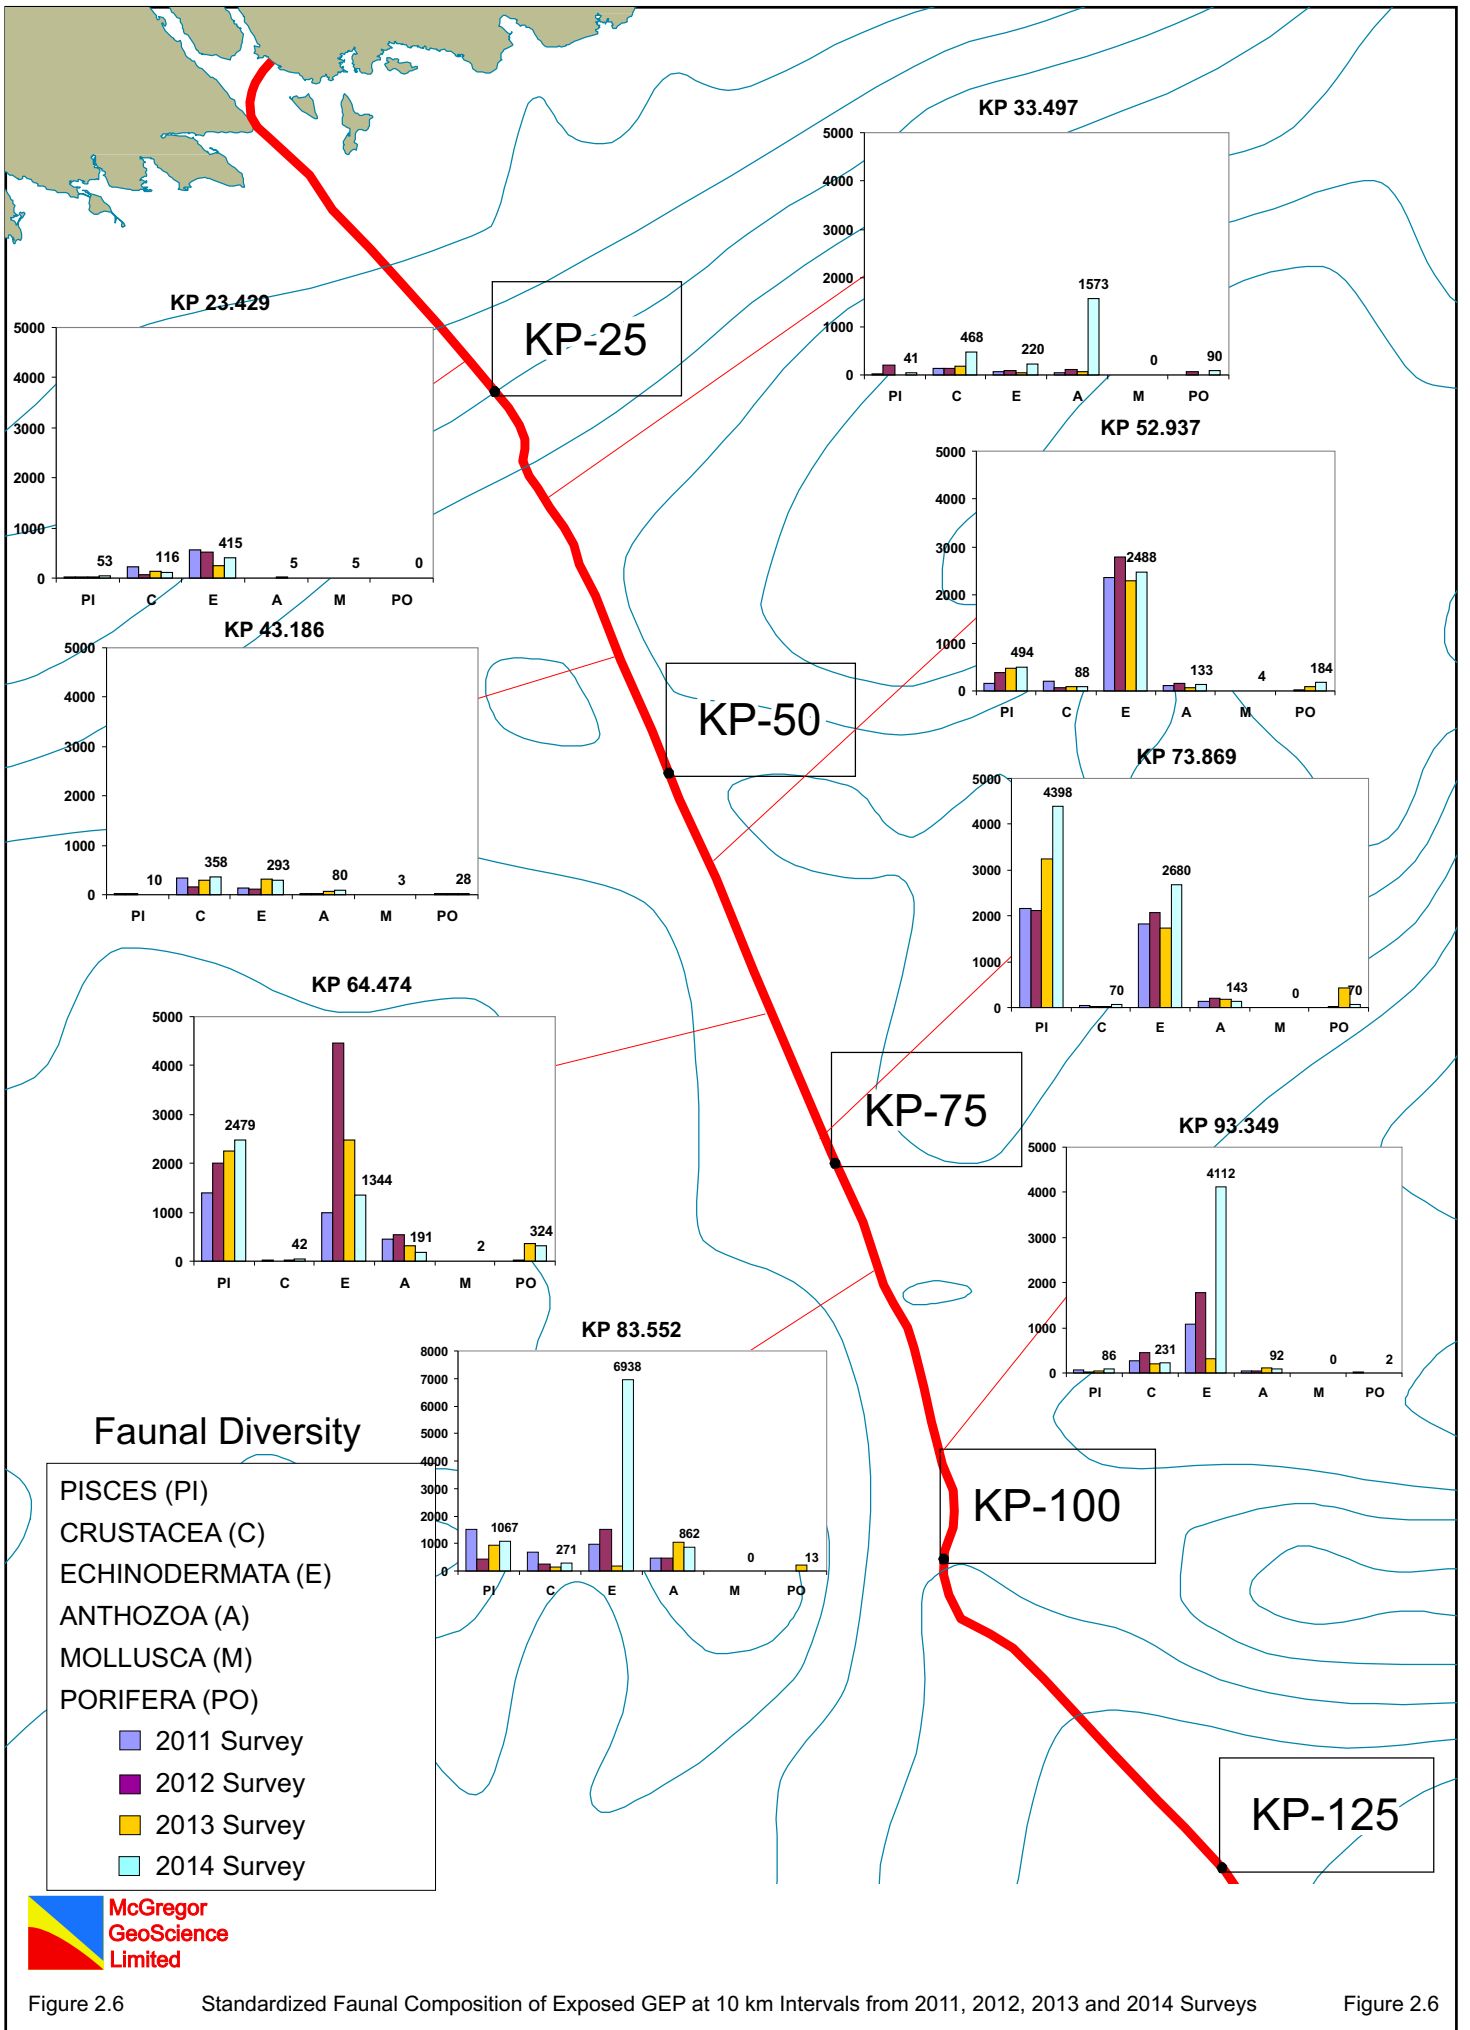 KP 33.497
5000
4000
3000
2000
1000
0
41
468
220
1573
0
90
PI C E A M PO
KP 23.429
5000
4000
3000
2000
1000
0
53
116
415
5
5
0
PI C E A M PO
KP-25
KP 52.937
5000
4000
3000
2000
1000
0
494
88
2488
133
4
184
PI C E A M PO
KP 43.186
5000
4000
3000
2000
1000
0
10
358
293
80
3
28
PI C E A M PO
KP-50
KP 73.869
5000
4000
3000
2000
1000
0
4398
70
2680
143
0
70
PI C E A M PO
KP 64.474
5000
4000
3000
2000
1000
0
2479
42
1344
191
2
324
PI C E A M PO
KP-75
KP 93.349
5000
4000
3000
2000
1000
0
86
231
4112
92
0
2
PI C E A M PO
KP 83.552
8000
7000
6000
5000
4000
3000
2000
1000
0
1067
271
6938
862
0
13
PI C E A M PO
KP-100
KP-125
Faunal Diversity
PISCES (PI)
CRUSTACEA (C)
ECHINODERMATA (E)
ANTHOZOA (A)
MOLLUSCA (M)
PORIFERA (PO)
2011 Survey
2012 Survey
2013 Survey
2014 Survey
McGregor
GeoScience
Limited
Figure 2.6 Standardized Faunal Composition of Exposed GEP at 10 km Intervals from 2011, 2012, 2013 and 2014 Surveys Figure 2.6